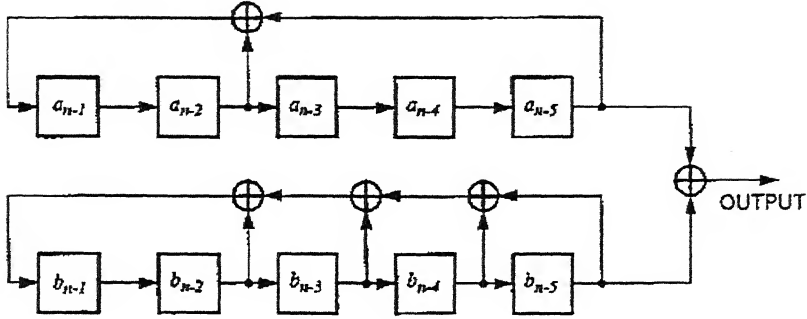 a_{n-1} a_{n-2} a_{n-3} a_{n-4} a_{n-5}
OUTPUT
b_{n-1} b_{n-2} b_{n-3} b_{n-4} b_{n-5}